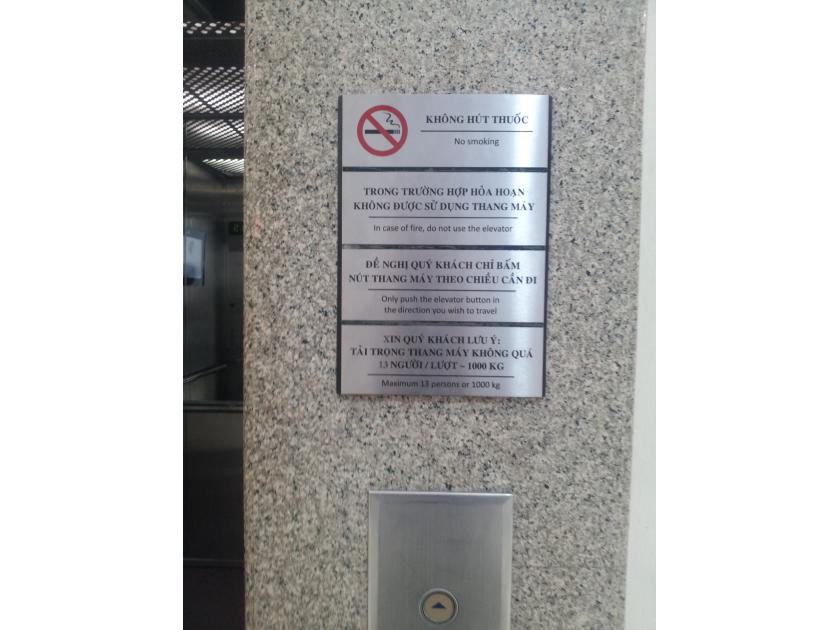 KHÔNG HÚT THUỐC
No smoking
TRONG TRƯỜNG HỢP HỎA HOẠN
KHÔNG ĐƯỢC SỬ DỤNG THANG MÁY
In case of fire, do not use the elevator
ĐỀ NGHỊ QUÝ KHÁCH CHỈ BẤM
NÚT THANG MÁY THEO CHIỀU CẦN ĐI
Only push the elevator button in
the direction you wish to travel
XIN QUÝ KHÁCH LƯU Ý:
TẢI TRỌNG THANG MÁY KHÔNG QUÁ
13 NGƯỜI / LƯỢT ~ 1000 KG
Maximum 13 persons or 1000 kg